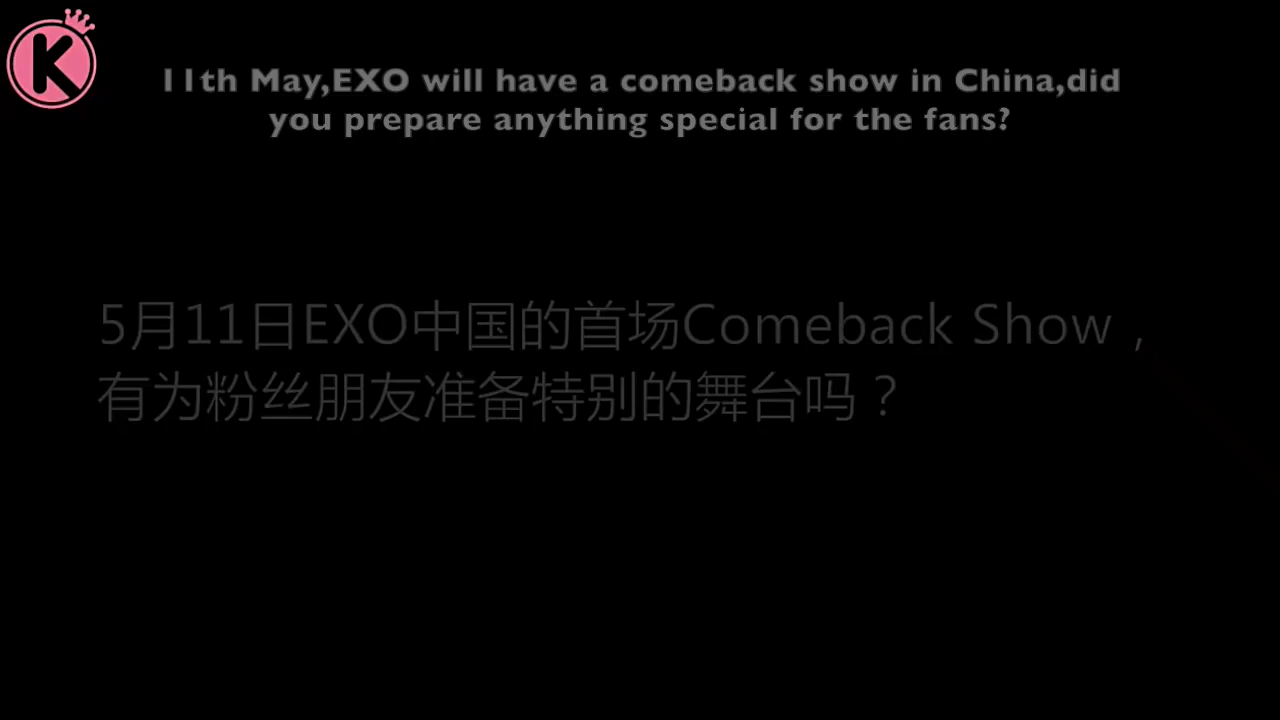 K
11th May,EXO will have a comeback show in China,did
you prepare anything special for the fans?
5月11日EXO中国的首场Comeback Show，
有为粉丝朋友准备特别的舞台吗？